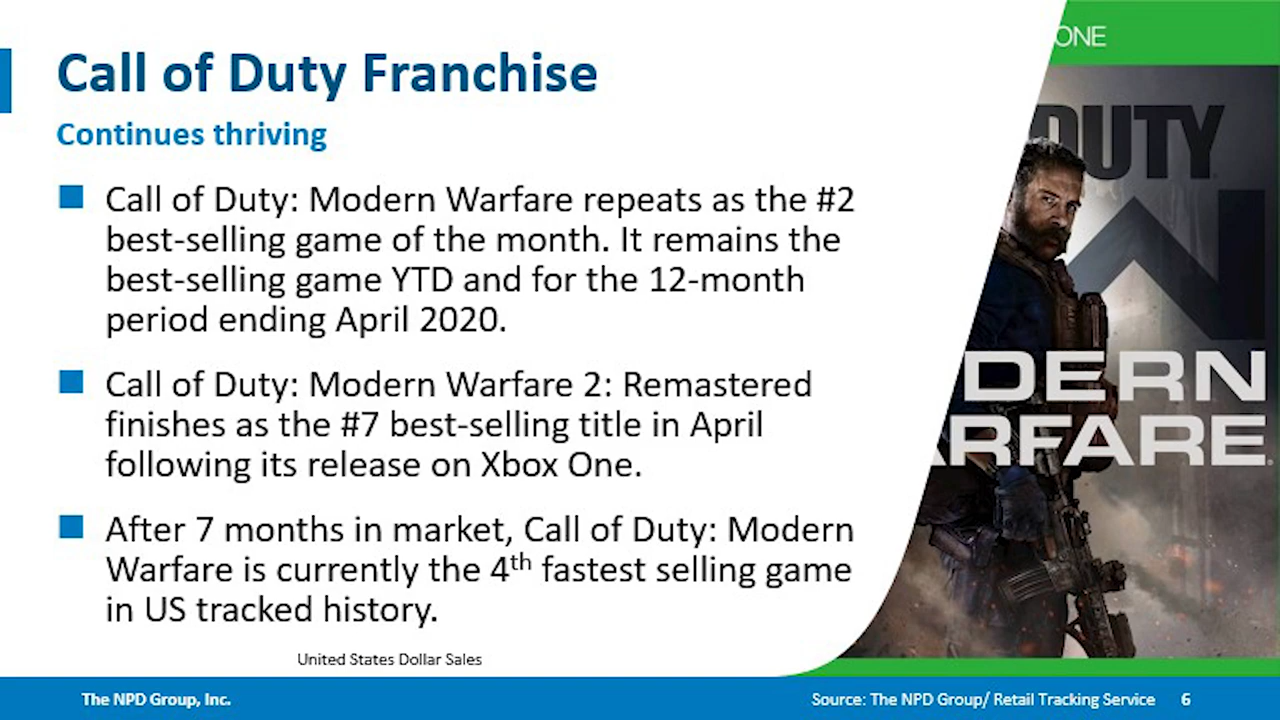 Call of Duty Franchise
Continues thriving
Call of Duty: Modern Warfare repeats as the #2
best-selling game of the month. It remains the
best-selling game YTD and for the 12-month
period ending April 2020.
Call of Duty: Modern Warfare 2: Remastered
finishes as the #7 best-selling title in April
following its release on Xbox One.
After 7 months in market, Call of Duty: Modern
Warfare is currently the 4th fastest selling game
in US tracked history.
United States Dollar Sales
The NPD Group, Inc.
Source: The NPD Group/ Retail Tracking Service 6
ONE
DUTY
DERN
RFARE